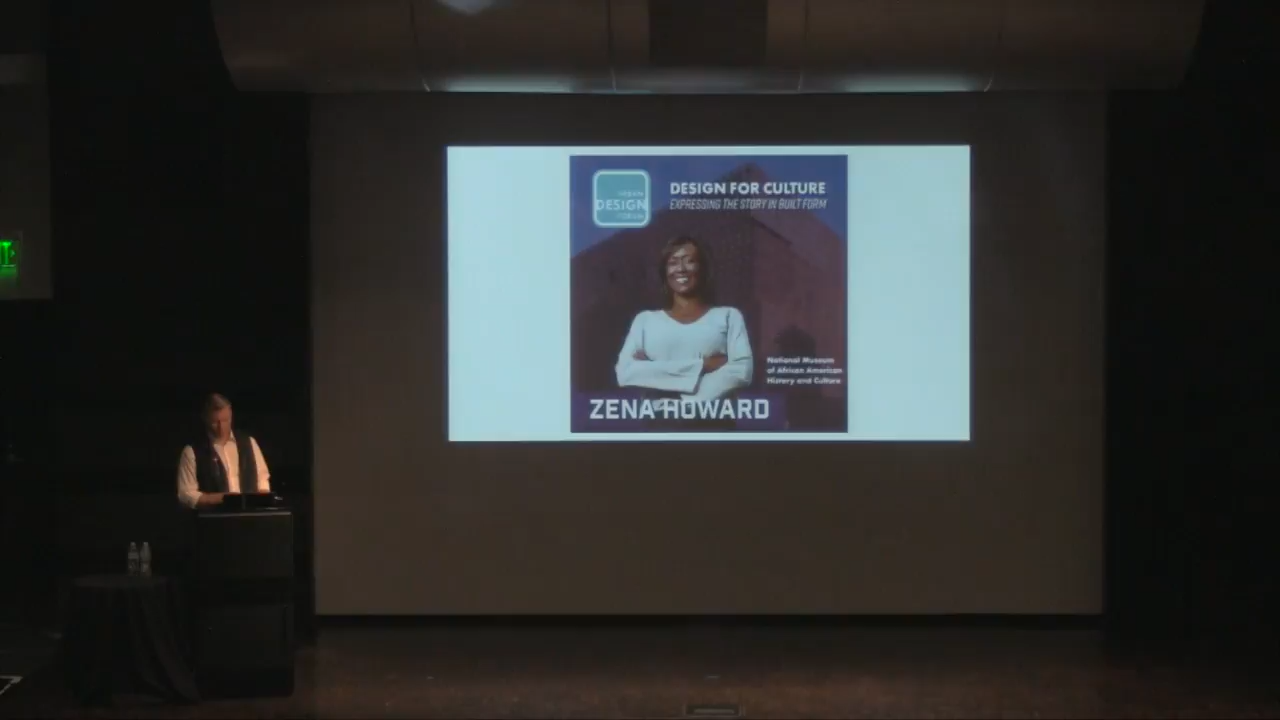 URBAN
DESIGN
FORUM
DESIGN FOR CULTURE
EXPRESSING THE STORY IN BUILT FORM
National Museum
of African American
History and Culture
ZENA HOWARD